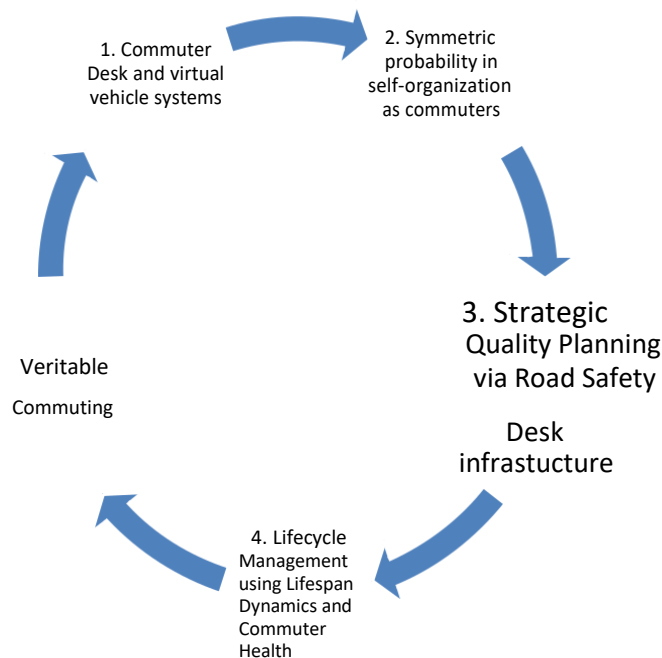 1. Commuter
Desk and virtual
vehicle systems
2. Symmetric
probability in
self-organization
as commuters
3. Strategic
Quality Planning
via Road Safety
Desk
infrastucture
4. Lifecycle
Management
using Lifespan
Dynamics and
Commuter
Health
Veritable
Commuting